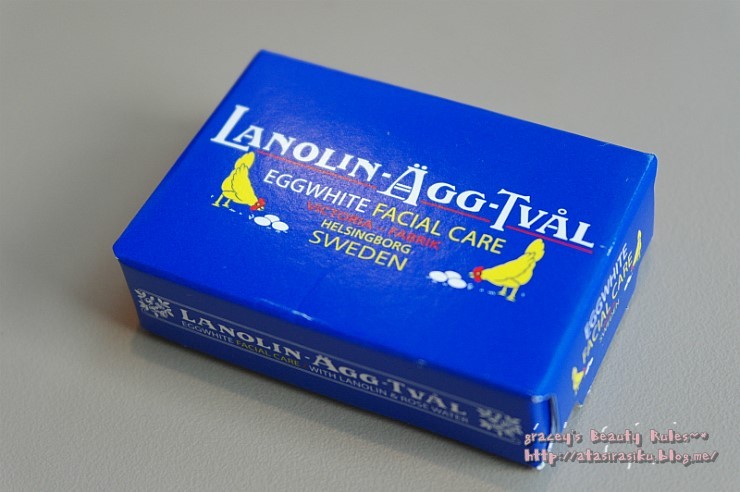 LANOLIN-ÄGG-TVÅL
EGGWHITE FACIAL CARE
VICTORIA - FABRIK
HELSINGBORG
SWEDEN
LANOLIN-ÄGG-TVÅL
EGGWHITE FACIAL CARE - WITH LANOLIN & ROSE WATER
EGGWHITE
FACIAL CARE
grazey's Beauty Rules~*
http://atasirasiku.blog.me/